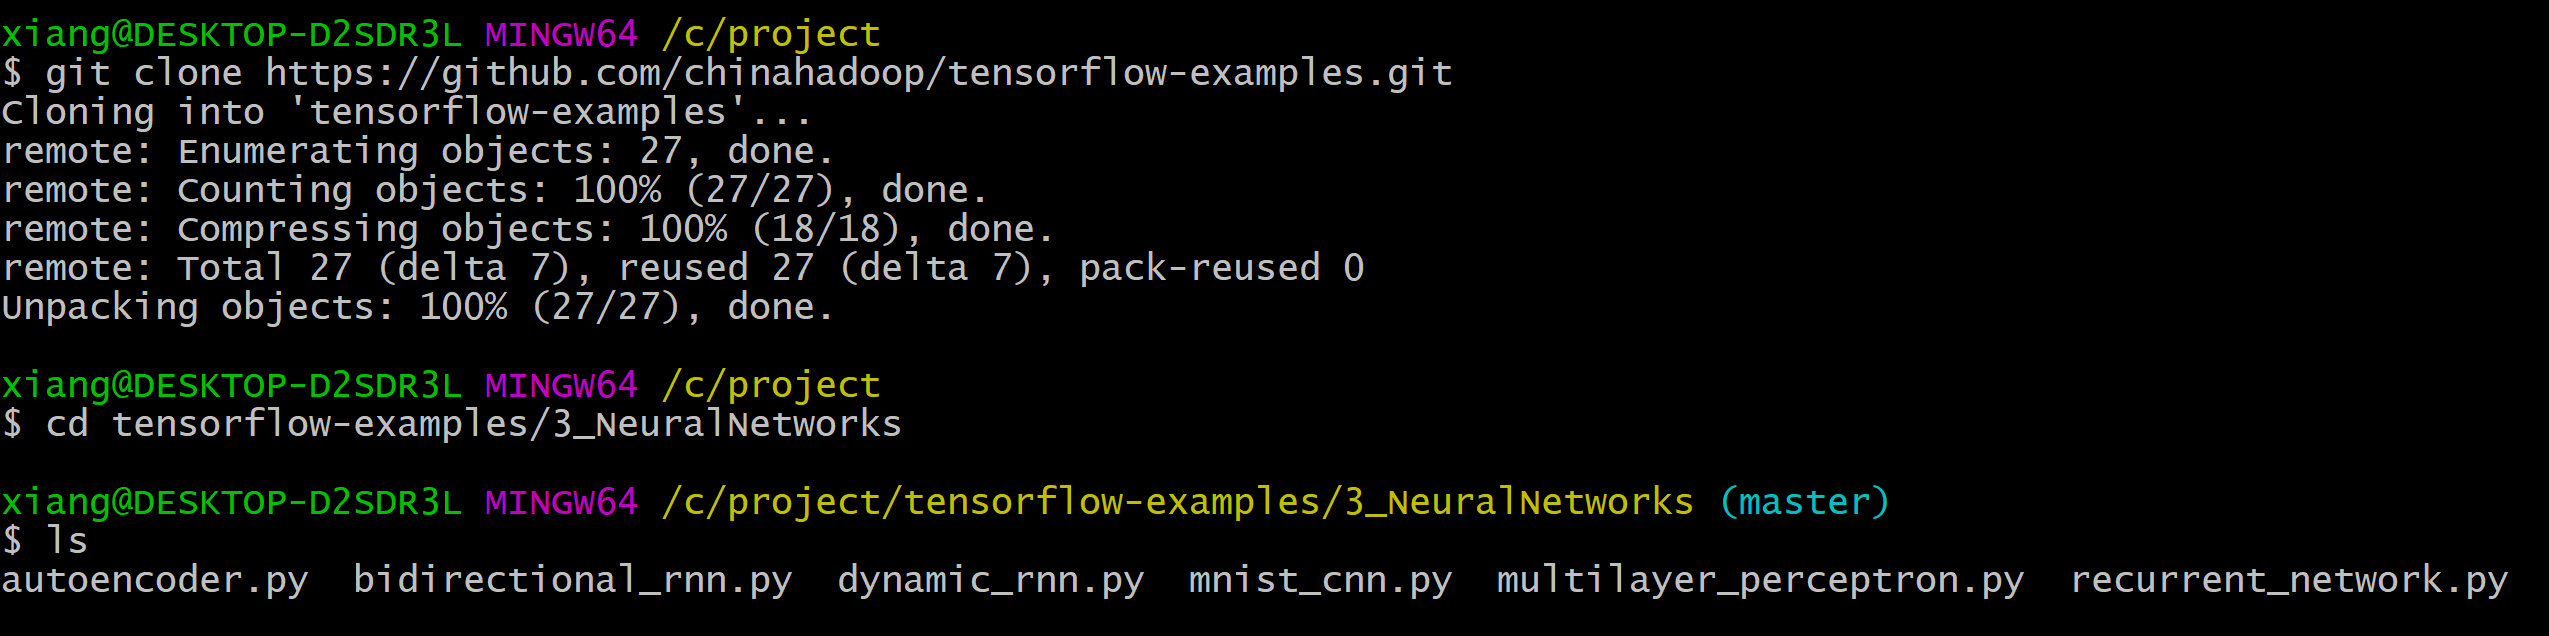 xiang@DESKTOP-D2SDR3L MINGW64 /c/project
$ git clone https://github.com/chinahadoop/tensorflow-examples.git
Cloning into 'tensorflow-examples'...
remote: Enumerating objects: 27, done.
remote: Counting objects: 100% (27/27), done.
remote: Compressing objects: 100% (18/18), done.
remote: Total 27 (delta 7), reused 27 (delta 7), pack-reused 0
Unpacking objects: 100% (27/27), done.
xiang@DESKTOP-D2SDR3L MINGW64 /c/project
$ cd tensorflow-examples/3_NeuralNetworks
xiang@DESKTOP-D2SDR3L MINGW64 /c/project/tensorflow-examples/3_NeuralNetworks (master)
$ ls
autoencoder.py  bidirectional_rnn.py  dynamic_rnn.py  mnist_cnn.py  multilayer_perceptron.py  recurrent_network.py